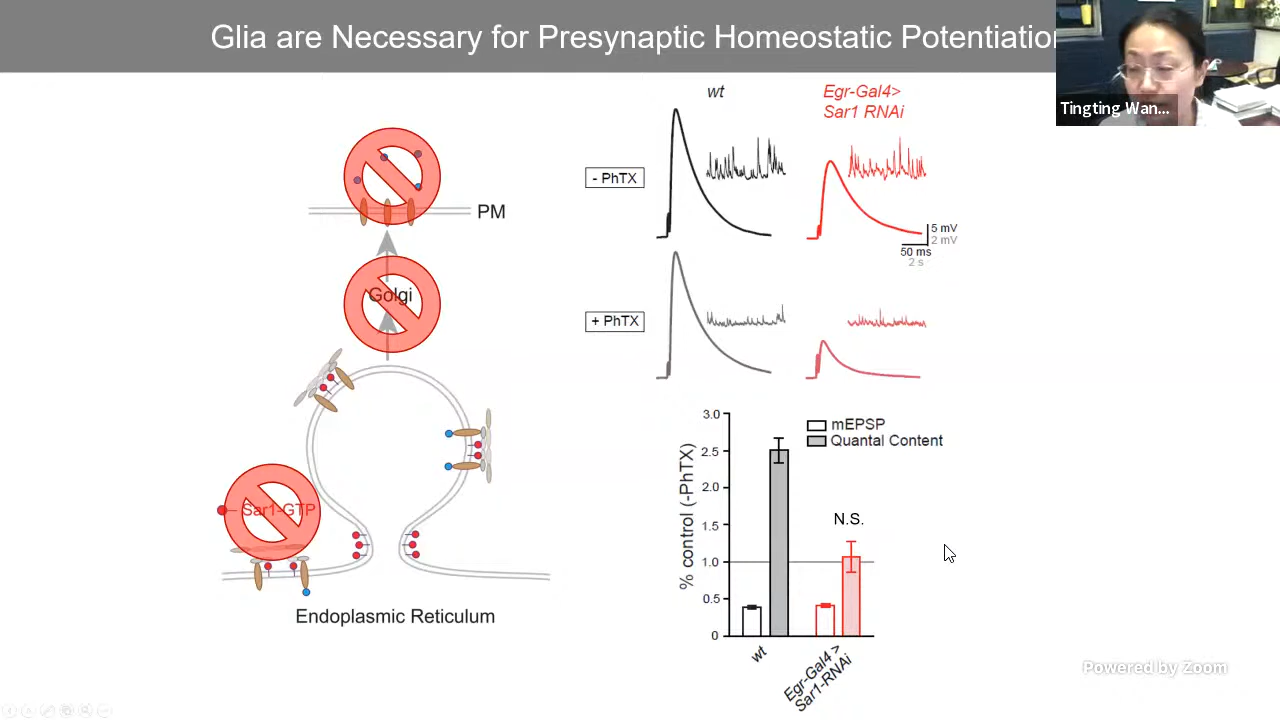 Glia are Necessary for Presynaptic Homeostatic Potentiation
Tingting Wan...
wt
Egr-Gal4>
Sar1 RNAi
- PhTX
5 mV
2 mV
50 ms
2 s
+ PhTX
PM
Golgi
Sar1-GTP
Endoplasmic Reticulum
% control (-PhTX)
3.0
2.5
2.0
1.5
1.0
0.5
0
mEPSP
Quantal Content
N.S.
wt
Egr-Gal4 >
Sar1-RNAi
Powered by Zoom